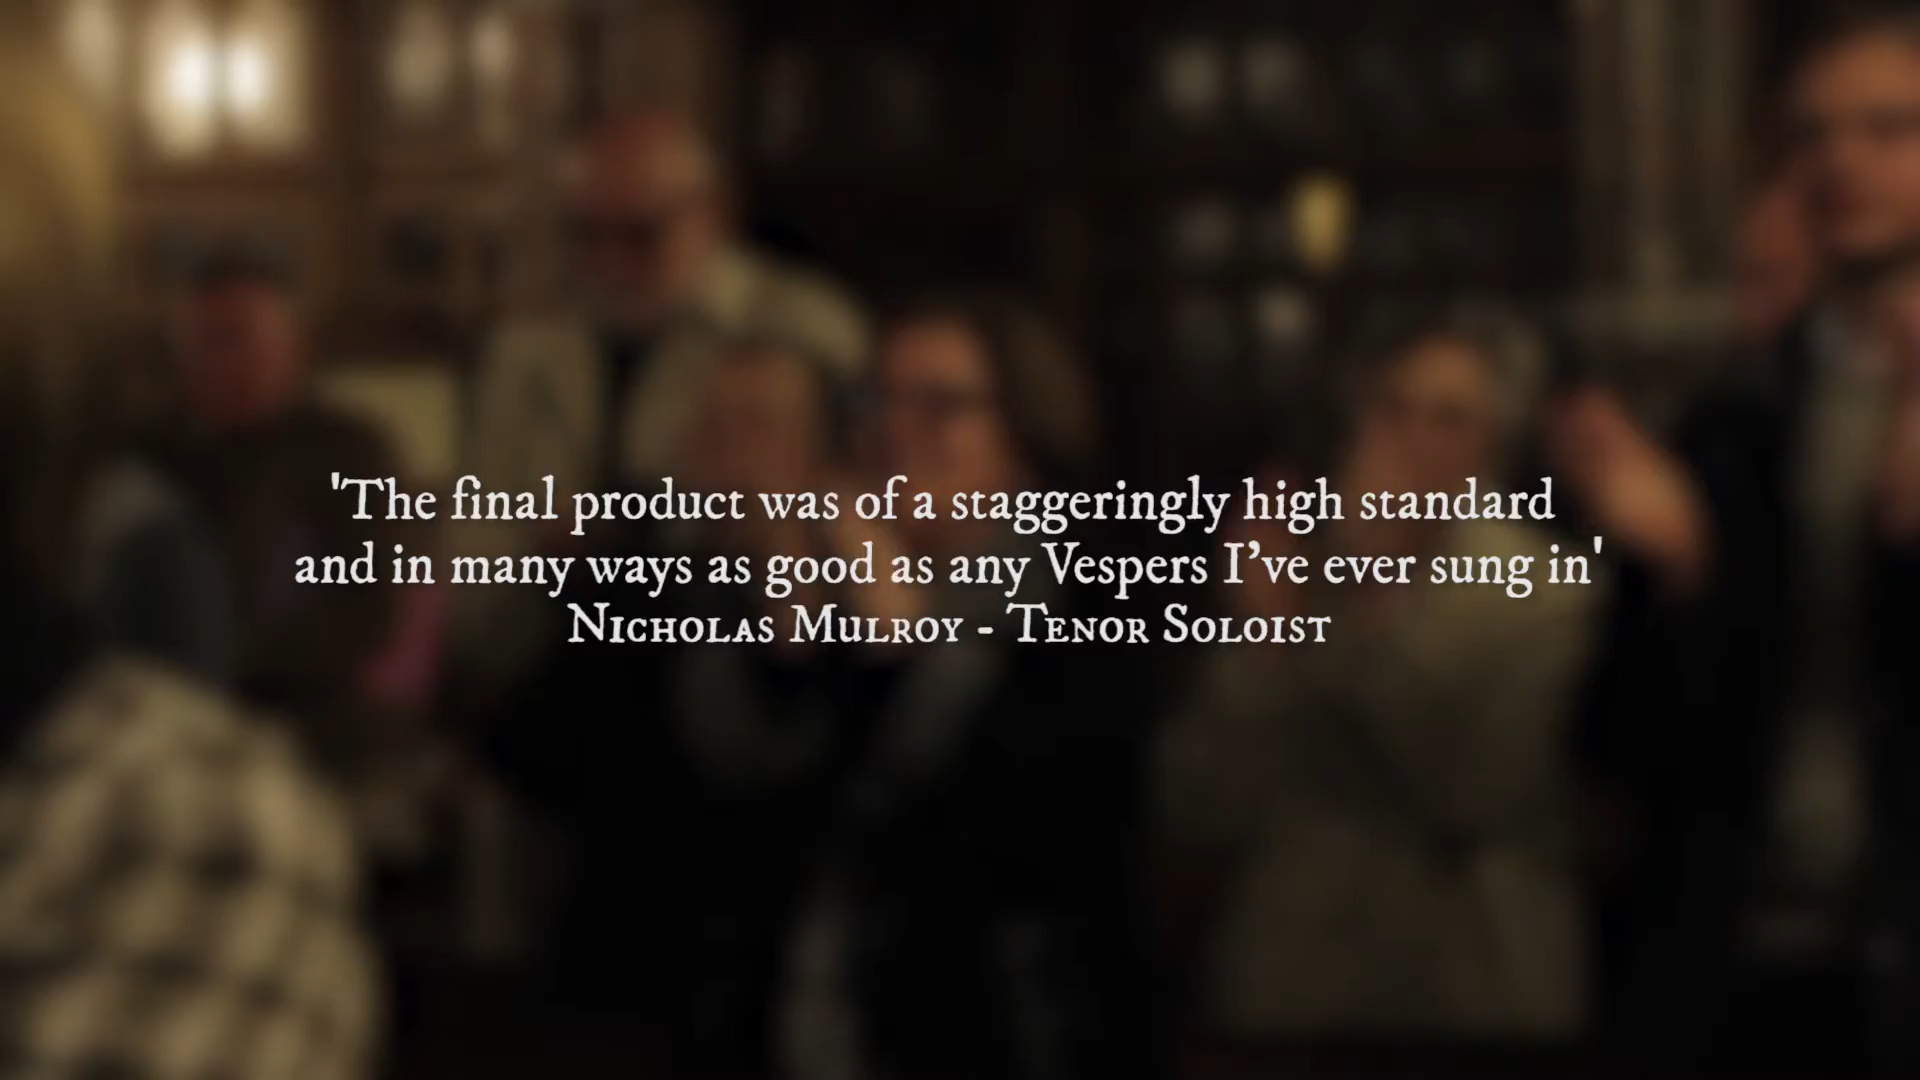 'The final product was of a staggeringly high standard
and in many ways as good as any Vespers I’ve ever sung in'
Nicholas Mulroy - Tenor Soloist